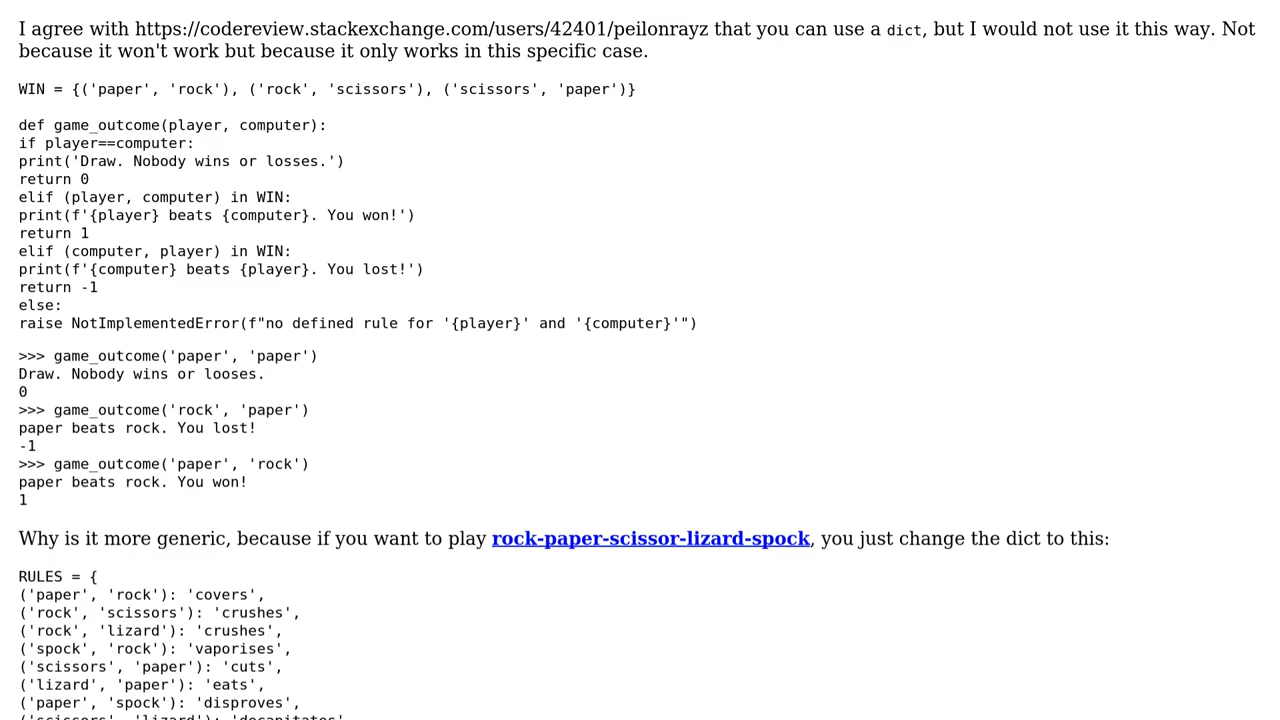 I agree with https://codereview.stackexchange.com/users/42401/peilonrayz that you can use a dict, but I would not use it this way. Not
because it won't work but because it only works in this specific case.
WIN = {('paper', 'rock'), ('rock', 'scissors'), ('scissors', 'paper')}
def game_outcome(player, computer):
if player==computer:
print('Draw. Nobody wins or losses.')
return 0
elif (player, computer) in WIN:
print(f'{player} beats {computer}. You won!')
return 1
elif (computer, player) in WIN:
print(f'{computer} beats {player}. You lost!')
return -1
else:
raise NotImplementedError(f"no defined rule for '{player}' and '{computer}'")
>>> game_outcome('paper', 'paper')
Draw. Nobody wins or looses.
0
>>> game_outcome('rock', 'paper')
paper beats rock. You lost!
-1
>>> game_outcome('paper', 'rock')
paper beats rock. You won!
1
Why is it more generic, because if you want to play rock-paper-scissor-lizard-spock, you just change the dict to this:
RULES = {
('paper', 'rock'): 'covers',
('rock', 'scissors'): 'crushes',
('rock', 'lizard'): 'crushes',
('spock', 'rock'): 'vaporises',
('scissors', 'paper'): 'cuts',
('lizard', 'paper'): 'eats',
('paper', 'spock'): 'disproves',
('scissors', 'lizard'): 'decapitates',